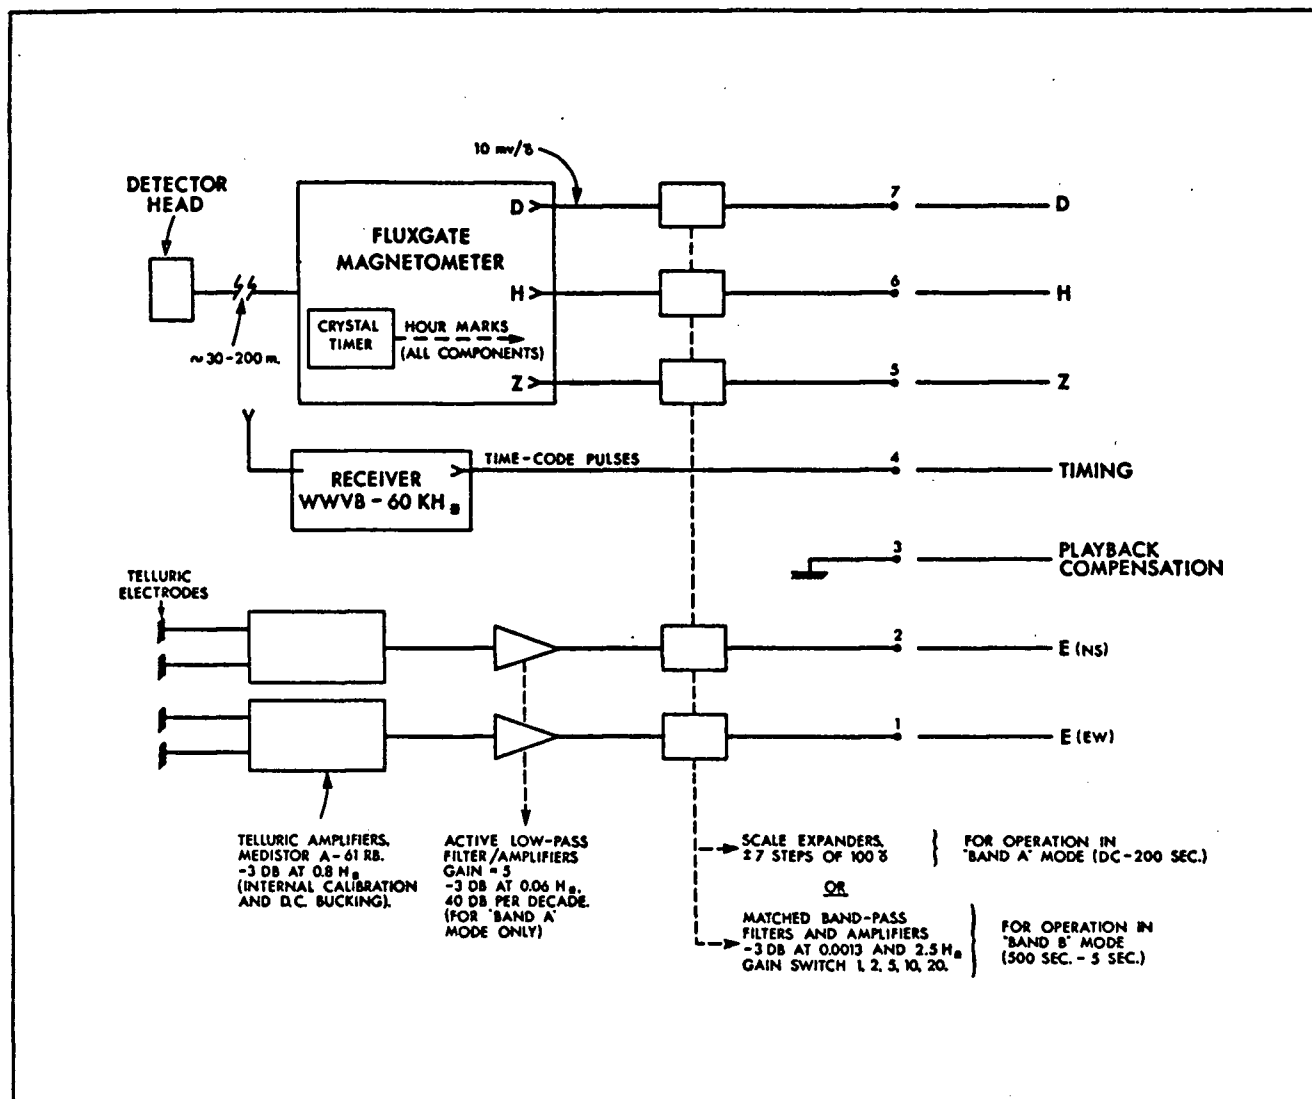 10 mv/γ
DETECTOR
HEAD
~30-200 m.
FLUXGATE
MAGNETOMETER
D
H
Z
CRYSTAL
TIMER
HOUR MARKS
(ALL COMPONENTS)
7
D
6
H
5
Z
RECEIVER
WWVB - 60 KHz
TIME-CODE PULSES
4
TIMING
3
PLAYBACK
COMPENSATION
TELLURIC
ELECTRODES
2
E (NS)
1
E (EW)
TELLURIC AMPLIFIERS,
MEDISTOR A-61 RB.
-3 DB AT 0.8 Hz
(INTERNAL CALIBRATION
AND D.C. BUCKING).
ACTIVE LOW-PASS
FILTER/AMPLIFIERS
GAIN = 5
-3 DB AT 0.06 Hz,
40 DB PER DECADE.
(FOR "BAND A"
MODE ONLY)
SCALE EXPANDERS,
±7 STEPS OF 100 γ
FOR OPERATION IN
"BAND A" MODE (DC-200 SEC.)
OR
MATCHED BAND-PASS
FILTERS AND AMPLIFIERS
-3 DB AT 0.0013 AND 2.5 Hz
GAIN SWITCH 1, 2, 5, 10, 20.
FOR OPERATION IN
"BAND B" MODE
(500 SEC. - 5 SEC.)